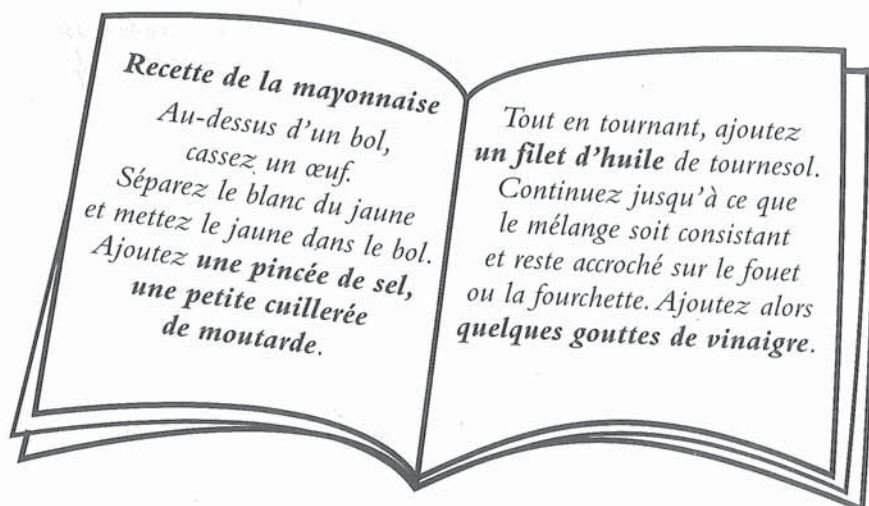 Recette de la mayonnaise
Au-dessus d'un bol,
cassez un œuf.
Séparez le blanc du jaune
et mettez le jaune dans le bol.
Ajoutez une pincée de sel,
une petite cuillerée
de moutarde.
Tout en tournant, ajoutez
un filet d'huile de tournesol.
Continuez jusqu'à ce que
le mélange soit consistant
et reste accroché sur le fouet
ou la fourchette. Ajoutez alors
quelques gouttes de vinaigre.